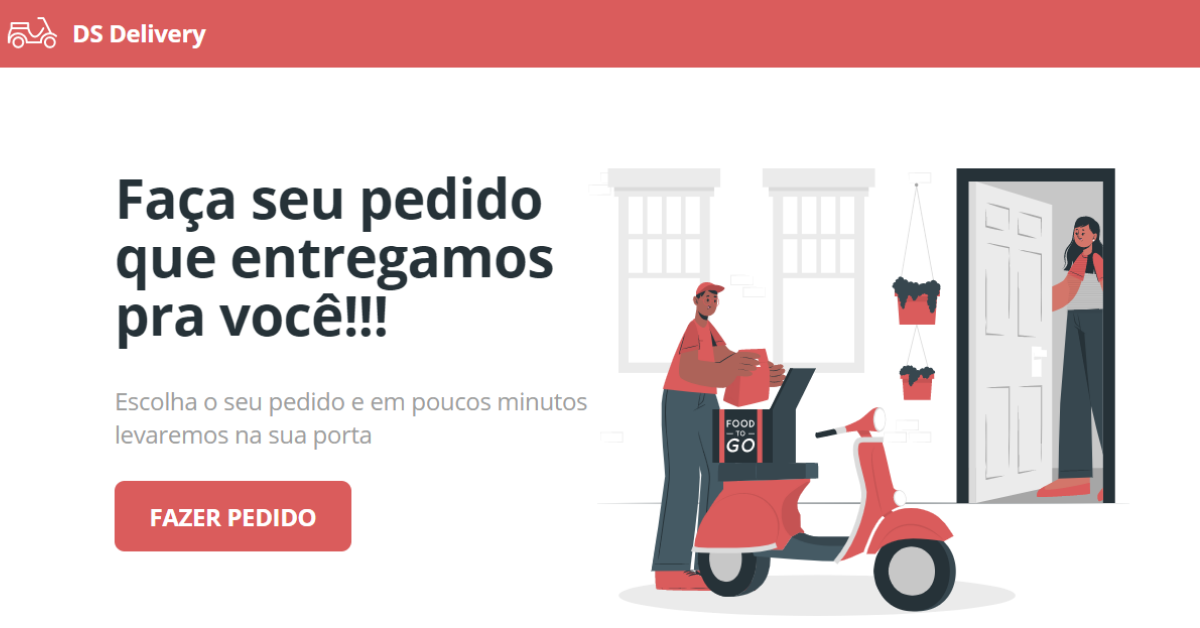 DS Delivery
Faça seu pedido
que entregamos
pra você!!!
Escolha o seu pedido e em poucos minutos
levaremos na sua porta
FAZER PEDIDO
FOOD
TO
GO